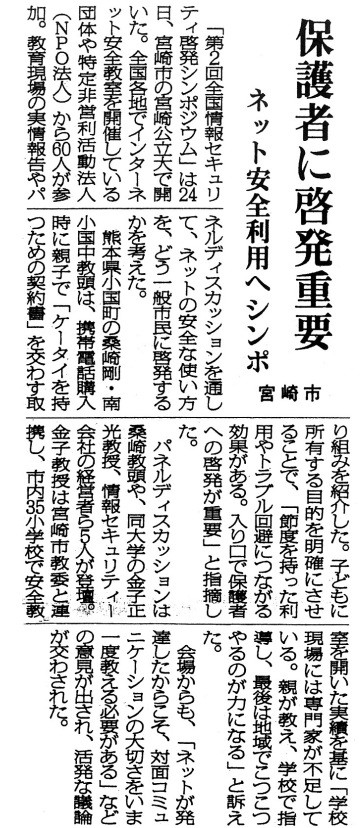 保護者に啓発重要
ネット安全利用へシンポ
宮崎市
「第2回全国情報セキュリ
ティ啓発シンポジウム」は24
日、宮崎市の宮崎公立大で開
いた。全国各地でインターネ
ット安全教室を開催している
団体や特定非営利活動法人
(NPO法人)から60人が参
加。教育現場の実情報告やパ
ネルディスカッションを通し
て、ネットの安全な使い方
を、どう一般市民に啓発する
かを考えた。
熊本県小国町の桑崎剛・南
小国中教頭は、携帯電話購入
時に親子で「ケータイを持
つための契約書」を交わす取
り組みを紹介した。子どもに
所有する目的を明確にさせ
ることで、「節度を持った利
用やトラブル回避につながる
効果がある。入り口で保護者
への啓発が重要」と指摘し
た。
パネルディスカッションは
桑崎教頭や、同大学の金子正
光教授、情報セキュリティー
会社の経営者ら5人が登壇。
金子教授は宮崎市教委と連
携し、市内35小学校で安全教
室を開いた実績を基に「学校
現場には専門家が不足して
いる。親が教え、学校で指
導し、最後は地域でこつこつ
やるのが力になる」と訴え
た。
会場からも、「ネットが発
達したからこそ、対面コミュ
ニケーションの大切さをいま
一度教える必要がある」など
の意見が出され、活発な議論
が交わされた。